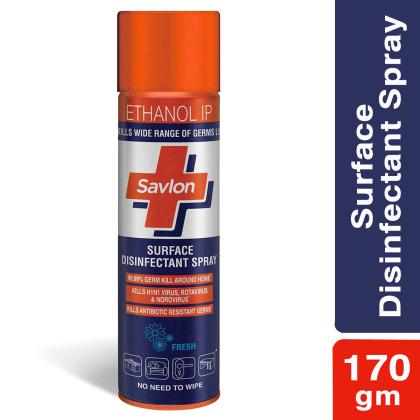 ETHANOL IP
KILLS WIDE RANGE OF GERMS LI
Savlon
SURFACE
DISINFECTANT SPRAY
99.99% GERM KILL AROUND HOME
KILLS H1N1 VIRUS, ROTAVIRUS
& NOROVIRUS
KILLS ANTIBIOTIC RESISTANT GERMS
FRESH
NO NEED TO WIPE
Surface
Disinfectant Spray
170
gm